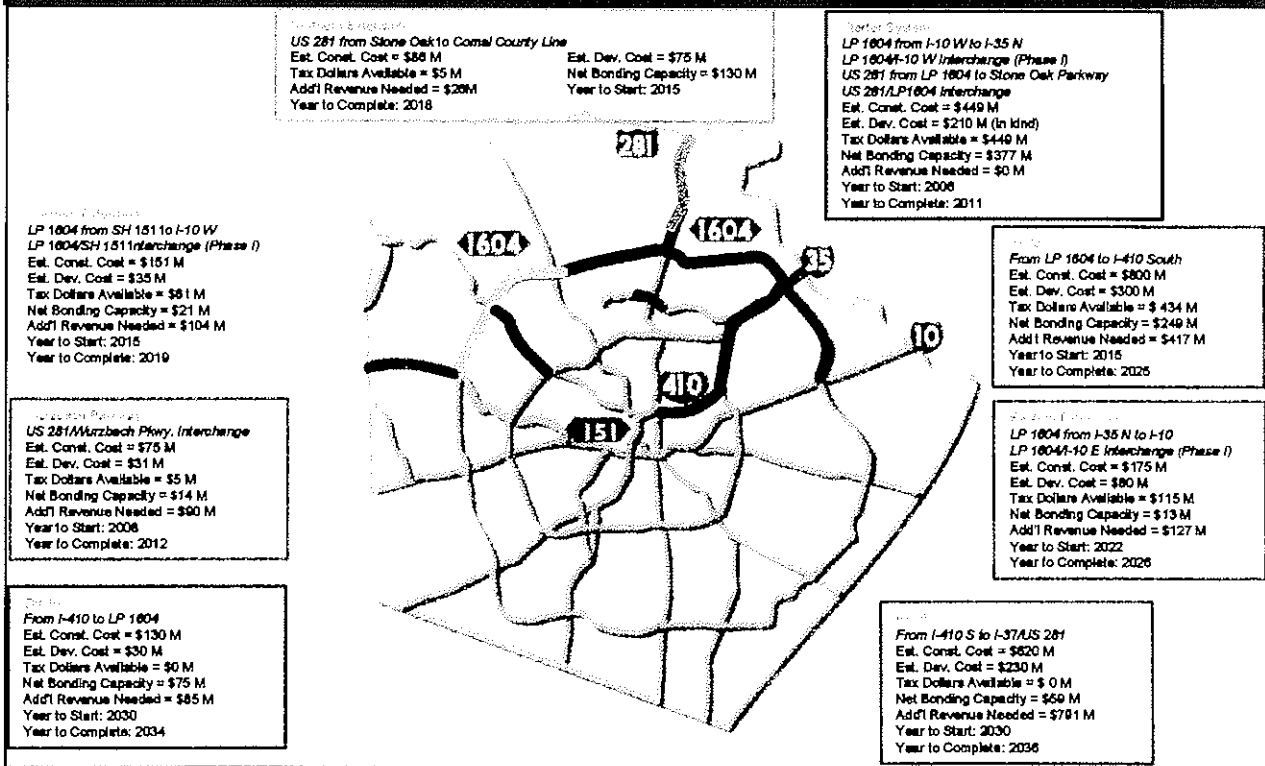 US 281 from Stone Oak to Comal County Line
Est. Const. Cost = $86 M Est. Dev. Cost = $75 M
Tax Dollars Available = $5 M Net Bonding Capacity = $130 M
Add'l Revenue Needed = $26M Year to Start: 2015
Year to Complete: 2018
Starter System
LP 1604 from I-10 W to I-35 N
LP 1604/I-10 W Interchange (Phase I)
US 281 from LP 1604 to Stone Oak Parkway
US 281/LP1604 Interchange
Est. Const. Cost = $449 M
Est. Dev. Cost = $210 M (in kind)
Tax Dollars Available = $449 M
Net Bonding Capacity = $377 M
Add'l Revenue Needed = $0 M
Year to Start: 2008
Year to Complete: 2011
LP 1604 from SH 151 to I-10 W
LP 1604/SH 151 Interchange (Phase I)
Est. Const. Cost = $151 M
Est. Dev. Cost = $35 M
Tax Dollars Available = $61 M
Net Bonding Capacity = $21 M
Add'l Revenue Needed = $104 M
Year to Start: 2015
Year to Complete: 2019
281
1604
1604
35
10
410
151
From LP 1604 to I-410 South
Est. Const. Cost = $800 M
Est. Dev. Cost = $300 M
Tax Dollars Available = $ 434 M
Net Bonding Capacity = $249 M
Add'l Revenue Needed = $417 M
Year to Start: 2015
Year to Complete: 2025
Wurzbach Parkway
US 281/Wurzbach Pkwy. Interchange
Est. Const. Cost = $75 M
Est. Dev. Cost = $31 M
Tax Dollars Available = $5 M
Net Bonding Capacity = $14 M
Add'l Revenue Needed = $90 M
Year to Start: 2008
Year to Complete: 2012
LP 1604 from I-35 N to I-10
LP 1604/I-10 E Interchange (Phase I)
Est. Const. Cost = $175 M
Est. Dev. Cost = $80 M
Tax Dollars Available = $115 M
Net Bonding Capacity = $13 M
Add'l Revenue Needed = $127 M
Year to Start: 2022
Year to Complete: 2026
From I-410 to LP 1604
Est. Const. Cost = $130 M
Est. Dev. Cost = $30 M
Tax Dollars Available = $0 M
Net Bonding Capacity = $75 M
Add'l Revenue Needed = $85 M
Year to Start: 2030
Year to Complete: 2034
From I-410 S to I-37/US 281
Est. Const. Cost = $620 M
Est. Dev. Cost = $230 M
Tax Dollars Available = $ 0 M
Net Bonding Capacity = $59 M
Add'l Revenue Needed = $791 M
Year to Start: 2030
Year to Complete: 2036